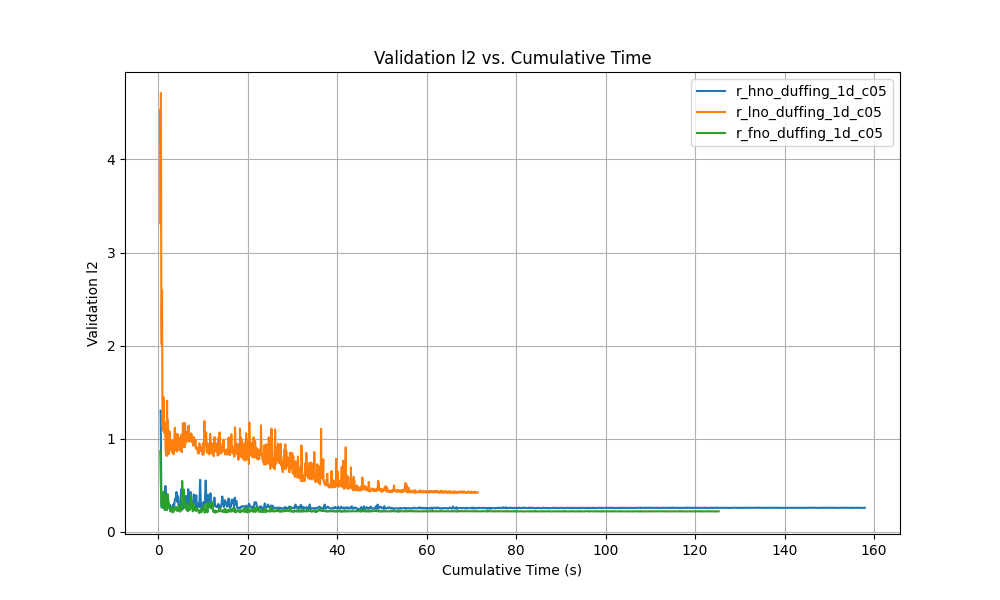 Validation l2 vs. Cumulative Time
r_hno_duffing_1d_c05
r_lno_duffing_1d_c05
r_fno_duffing_1d_c05
Validation l2
4
3
2
1
0
0 20 40 60 80 100 120 140 160
Cumulative Time (s)